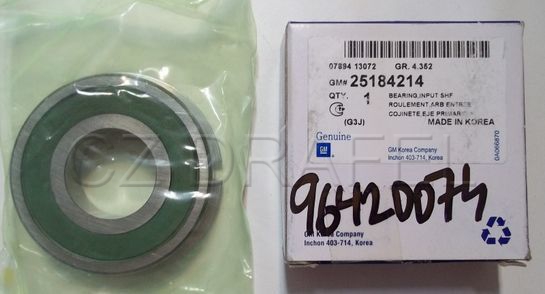 07894 13072 GR. 4.352
GM# 25184214
QTY. 1 BEARING,INPUT SHF
ROULEMENT,ARB ENTREE
COJINETE EJE PRIMARIO
(G3J) MADE IN KOREA
Genuine
GM
GM Korea Company
Inchon 403-714, Korea
0A066870
96420074
GM Korea Company
Inchon 403-714, Korea